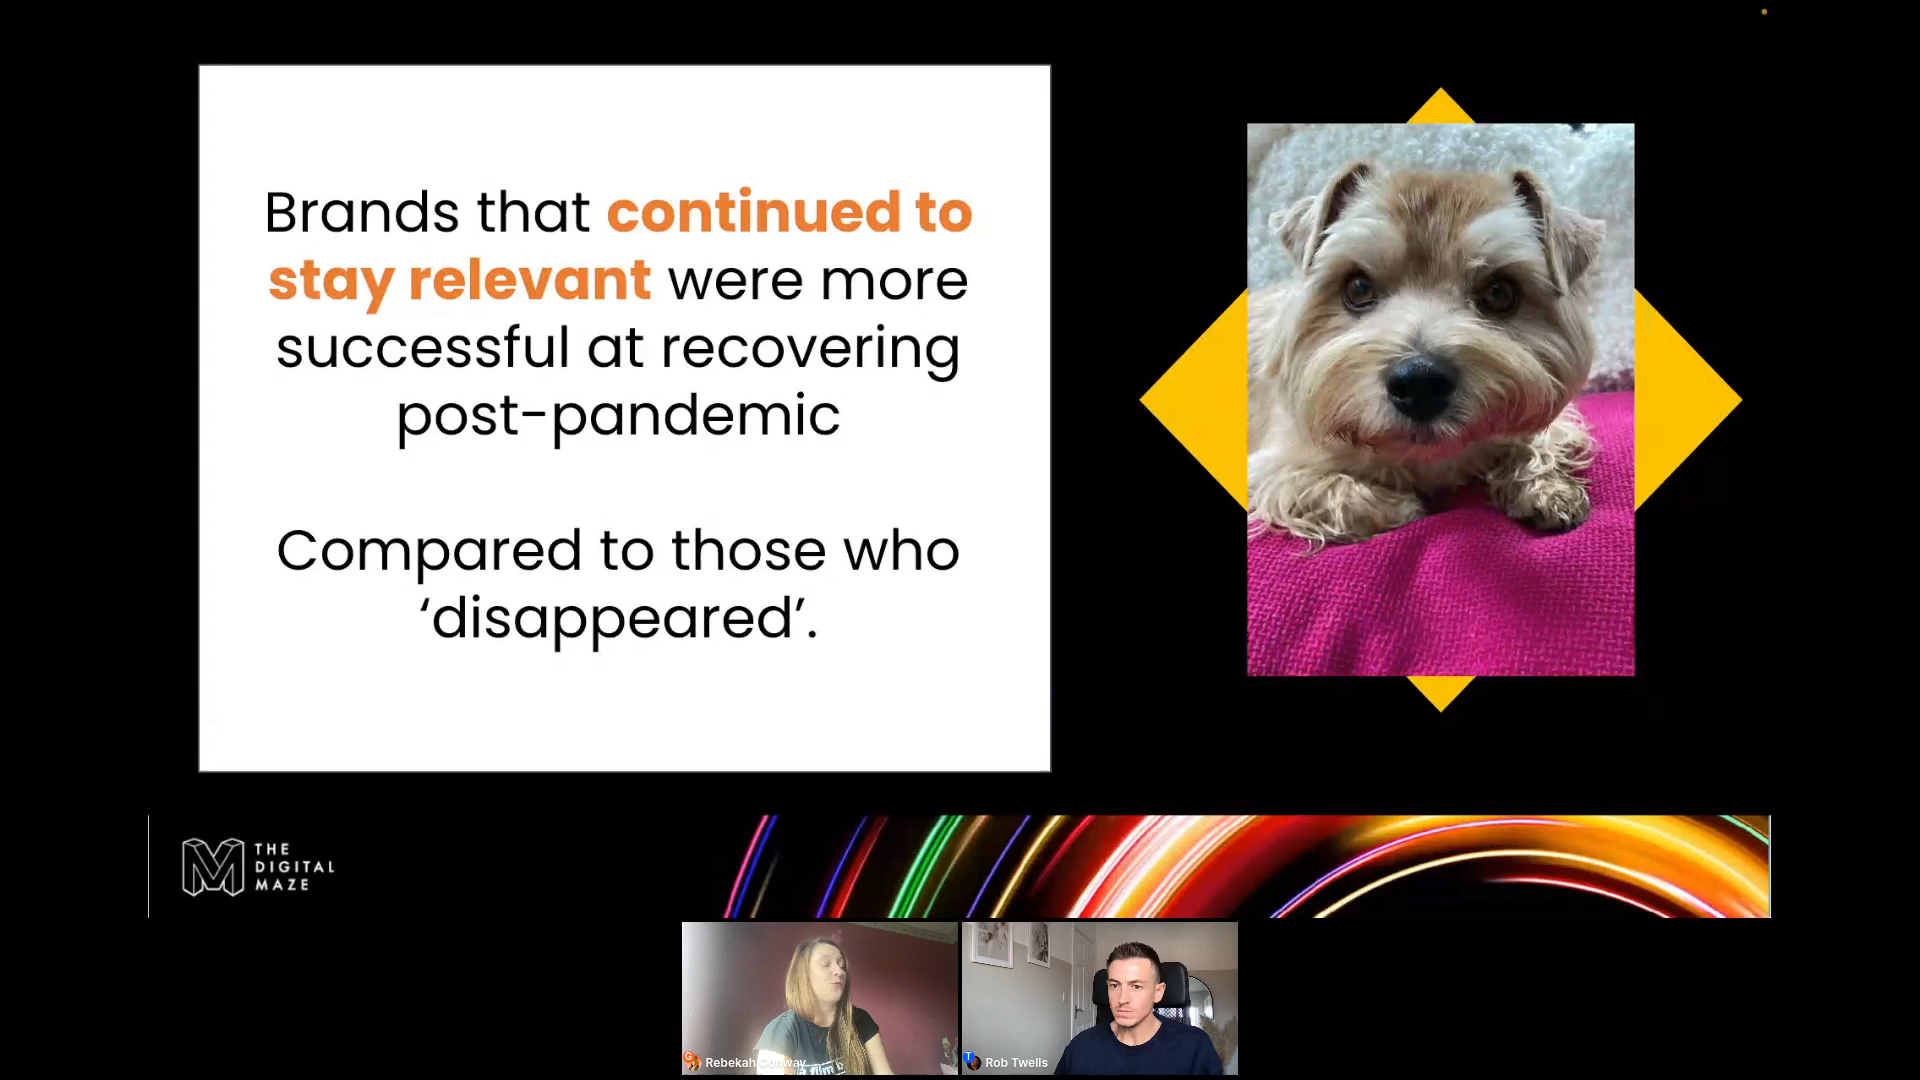 Brands that continued to
stay relevant were more
successful at recovering
post-pandemic
Compared to those who
‘disappeared’.
THE
DIGITAL
MAZE
Rebekah Conway
Rob Twells